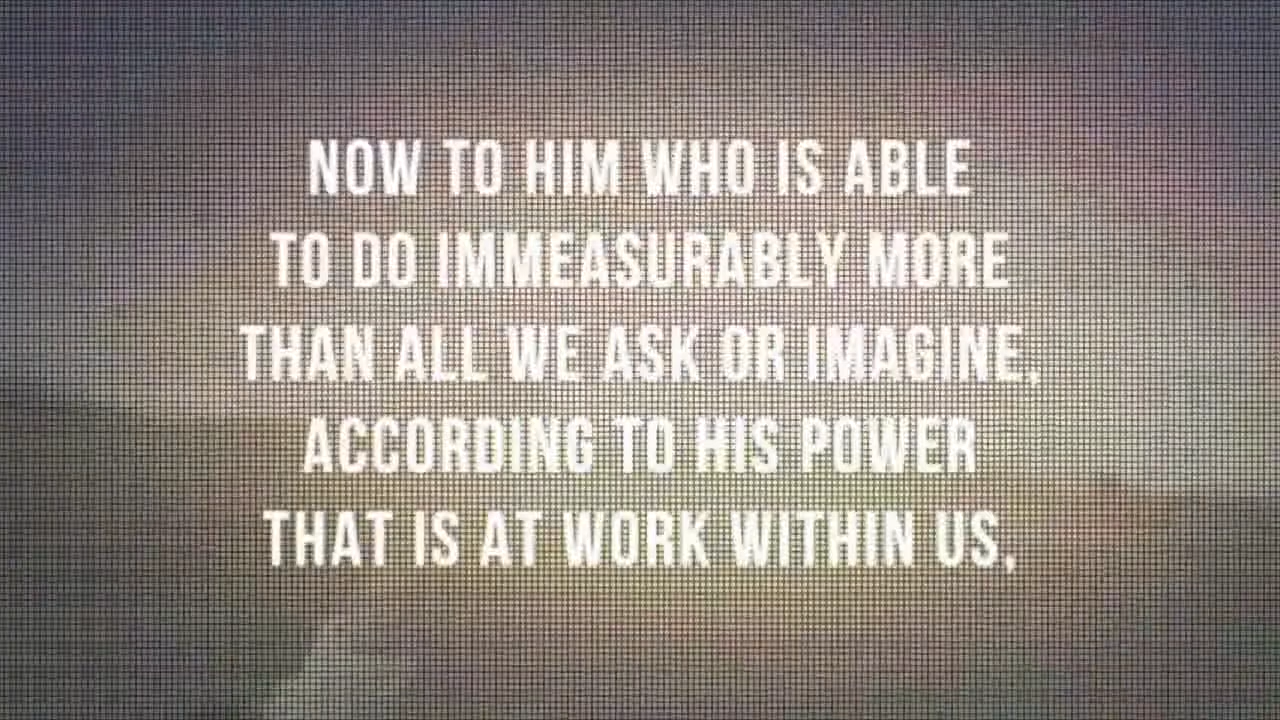 NOW TO HIM WHO IS ABLE
TO DO IMMEASURABLY MORE
THAN ALL WE ASK OR IMAGINE,
ACCORDING TO HIS POWER
THAT IS AT WORK WITHIN US,